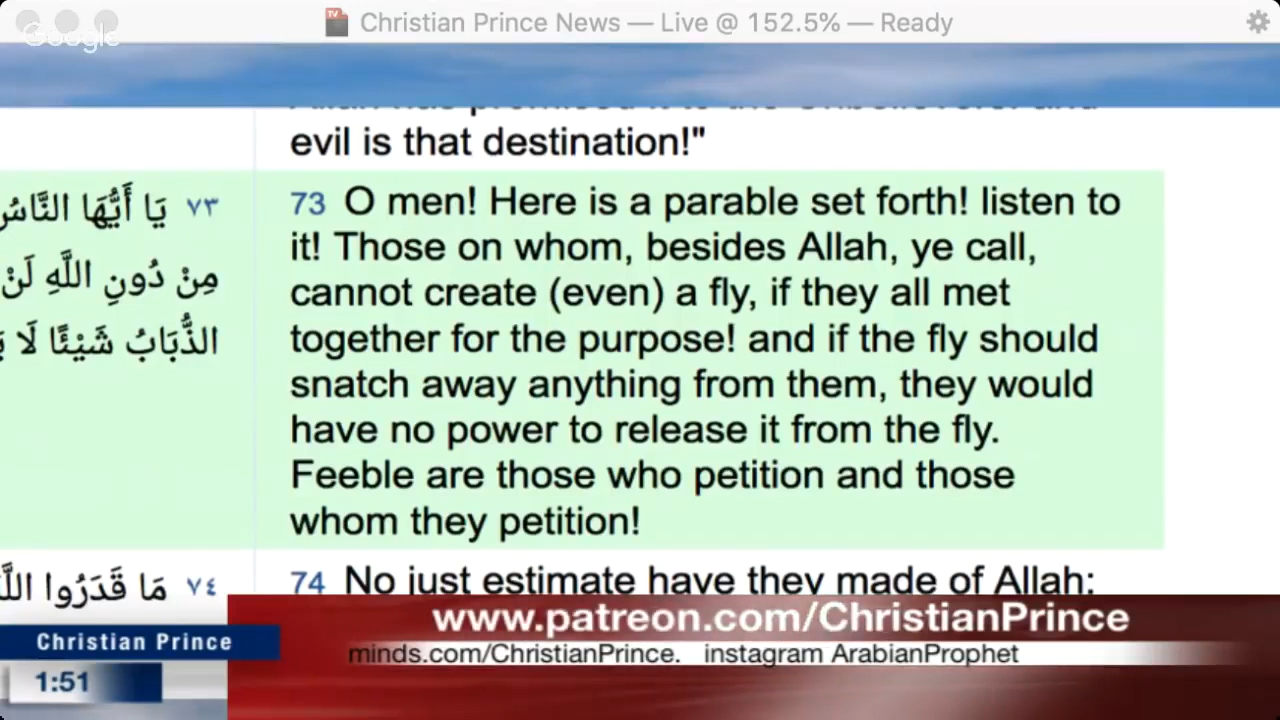 TV Christian Prince News — Live @ 152.5% — Ready
Google
evil is that destination!"
٧٣ يَا أَيُّهَا النَّاسُ
مِنْ دُونِ اللَّهِ لَنْ
الذُّبَابُ شَيْئًا لَا
73 O men! Here is a parable set forth! listen to
it! Those on whom, besides Allah, ye call,
cannot create (even) a fly, if they all met
together for the purpose! and if the fly should
snatch away anything from them, they would
have no power to release it from the fly.
Feeble are those who petition and those
whom they petition!
٧٤ مَا قَدَرُوا
74 No just estimate have they made of Allah:
www.patreon.com/ChristianPrince
Christian Prince
minds.com/ChristianPrince. instagram ArabianProphet
1:51